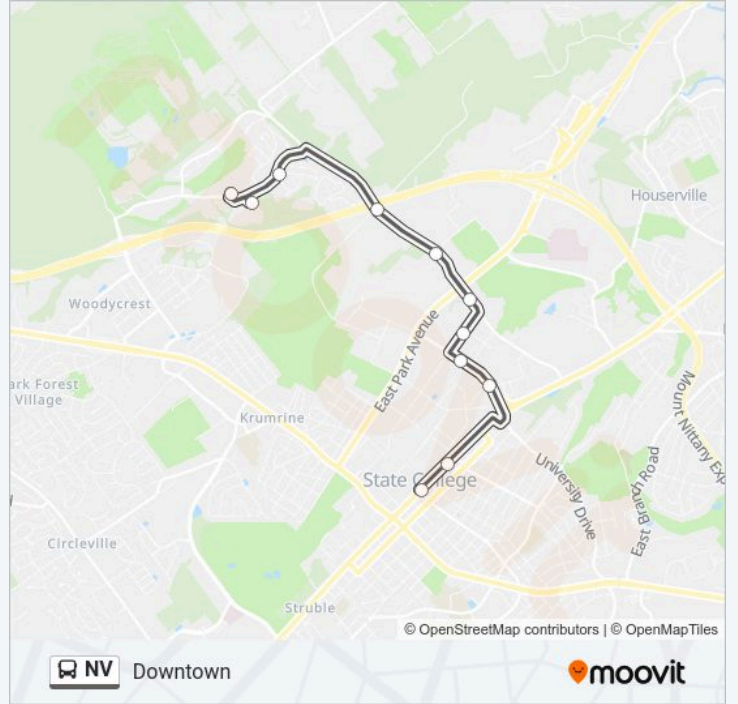 Houserville
Woodycrest
East Park Avenue
ark Forest
Village
Krumrine
Mount Nittany Exp
State College
University Drive
East Branch Road
Circleville
Struble
© OpenStreetMap contributors | © OpenMapTiles
NV Downtown
moovit